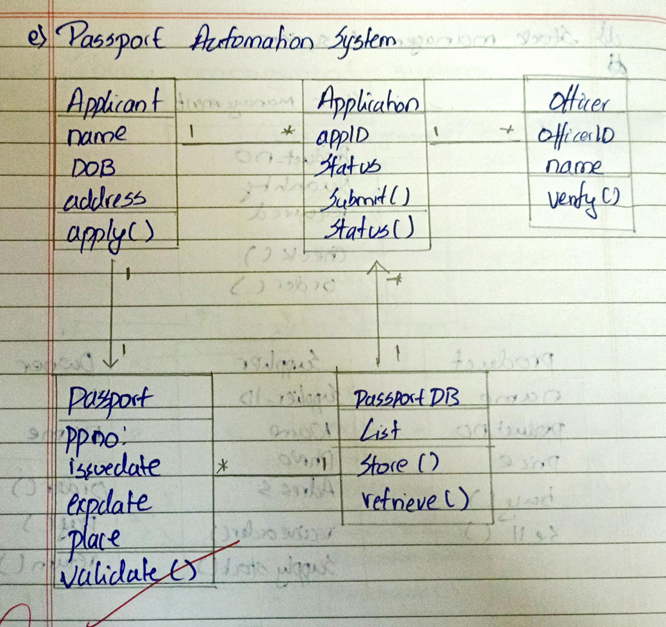 e) Passport Automation System
Applicant
name
DOB
address
apply()
1 *
Application
appID
Status
Submit()
Status()
1 *
Officer
OfficerID
name
verify()
1
1
*
1
Passport
PPno:
issuedate
expdate
place
validate()
* 1
Passport DB
List
Store()
retrieve()